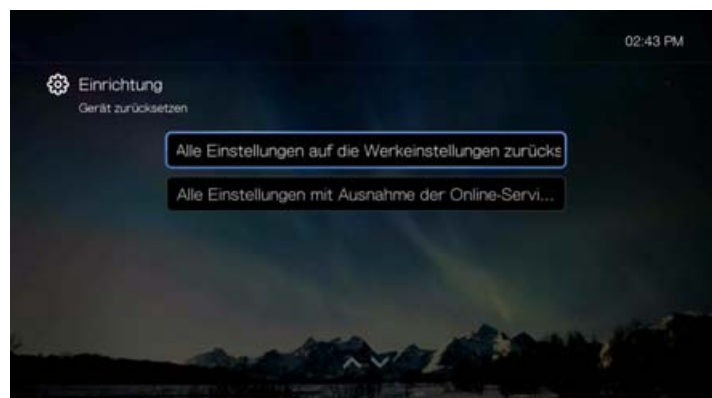 02:43 PM
Einrichtung
Gerät zurücksetzen
Alle Einstellungen auf die Werkeinstellungen zurücks
Alle Einstellungen mit Ausnahme der Online-Servi...